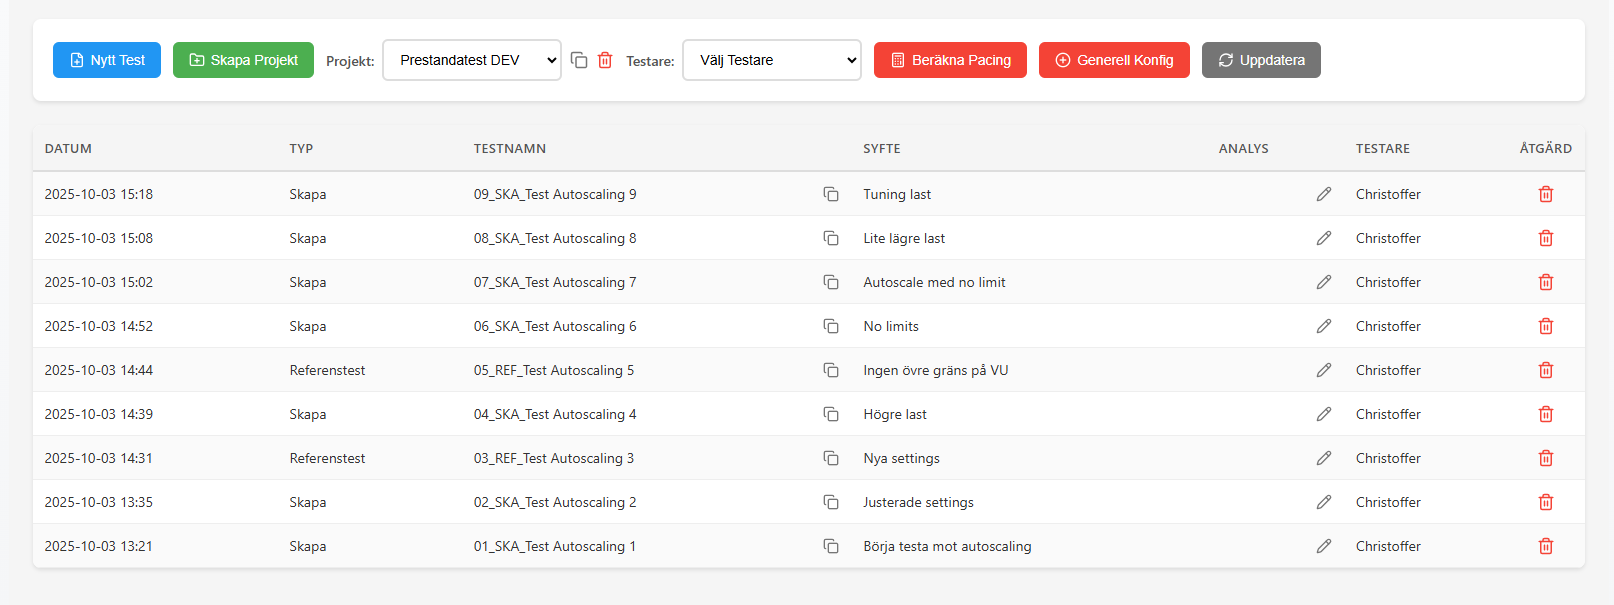 Nytt Test Skapa Projekt Projekt: Prestandatest DEV Testare: Välj Testare Beräkna Pacing Generell Konfig Uppdatera
DATUM TYP TESTNAMN SYFTE ANALYS TESTARE ÅTGÄRD
2025-10-03 15:18 Skapa 09_SKA_Test Autoscaling 9 Tuning last Christoffer
2025-10-03 15:08 Skapa 08_SKA_Test Autoscaling 8 Lite lägre last Christoffer
2025-10-03 15:02 Skapa 07_SKA_Test Autoscaling 7 Autoscale med no limit Christoffer
2025-10-03 14:52 Skapa 06_SKA_Test Autoscaling 6 No limits Christoffer
2025-10-03 14:44 Referenstest 05_REF_Test Autoscaling 5 Ingen övre gräns på VU Christoffer
2025-10-03 14:39 Skapa 04_SKA_Test Autoscaling 4 Högre last Christoffer
2025-10-03 14:31 Referenstest 03_REF_Test Autoscaling 3 Nya settings Christoffer
2025-10-03 13:35 Skapa 02_SKA_Test Autoscaling 2 Justerade settings Christoffer
2025-10-03 13:21 Skapa 01_SKA_Test Autoscaling 1 Börja testa mot autoscaling Christoffer